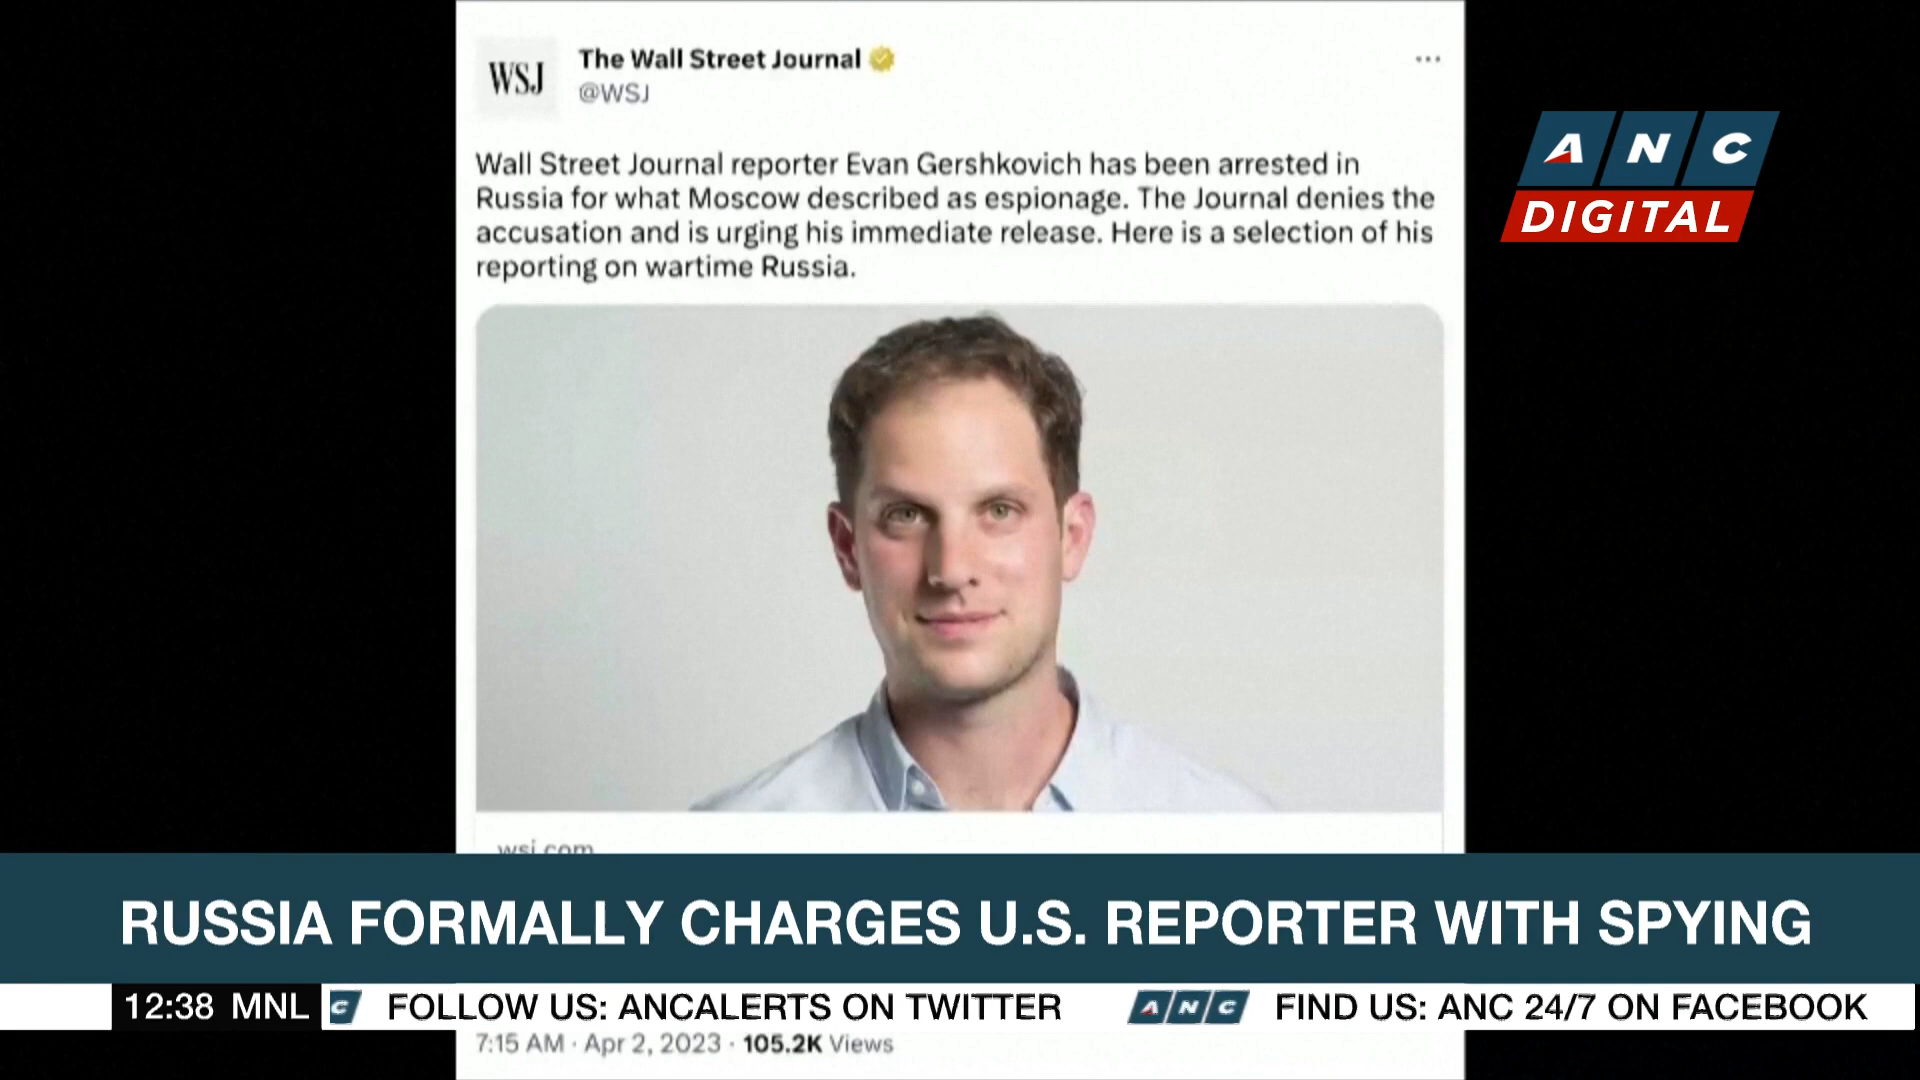 WSJ
The Wall Street Journal
@WSJ
Wall Street Journal reporter Evan Gershkovich has been arrested in
Russia for what Moscow described as espionage. The Journal denies the
accusation and is urging his immediate release. Here is a selection of his
reporting on wartime Russia.
ANC
DIGITAL
wsj.com
RUSSIA FORMALLY CHARGES U.S. REPORTER WITH SPYING
12:38 MNL C FOLLOW US: ANCALERTS ON TWITTER ANC FIND US: ANC 24/7 ON FACEBOOK
7:15 AM · Apr 2, 2023 · 105.2K Views